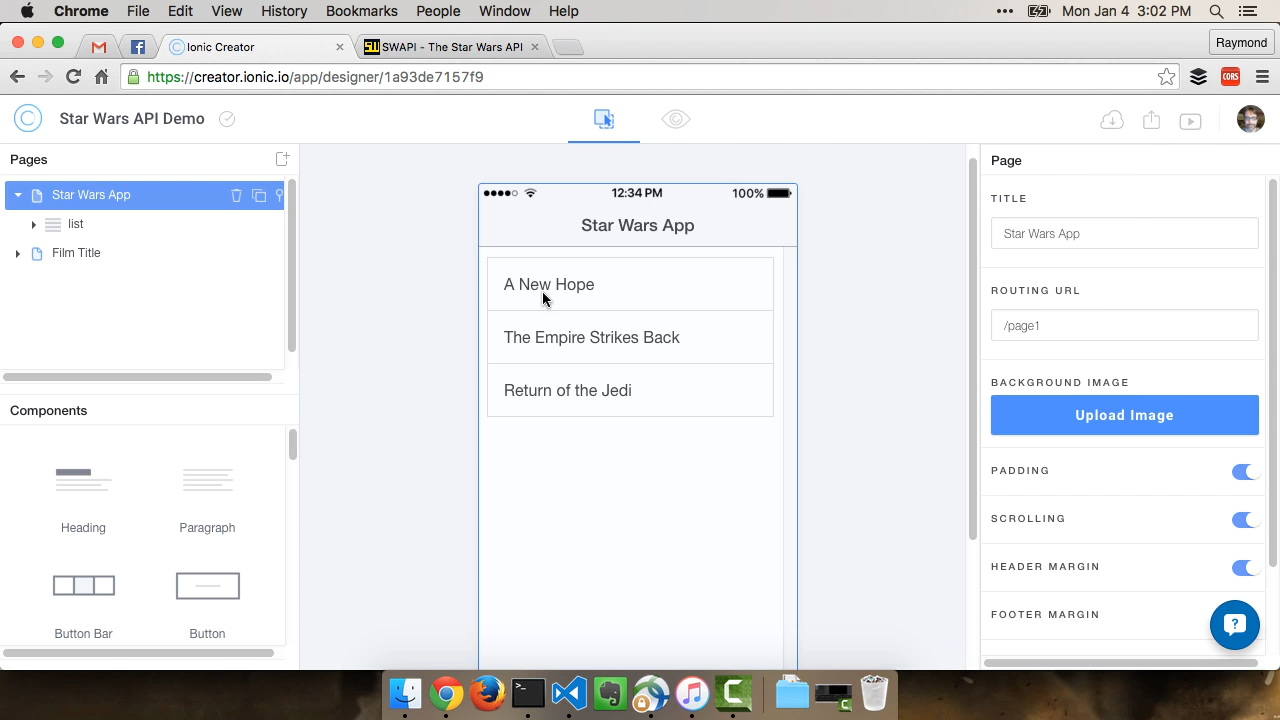 Chrome File Edit View History Bookmarks People Window Help Mon Jan 4 3:02 PM
Ionic Creator
SW SWAPI - The Star Wars API
Raymond
https://creator.ionic.io/app/designer/1a93de7157f9
CORS
Star Wars API Demo
Pages
Star Wars App
list
Film Title
Components
Heading
Paragraph
Button Bar
Button
12:34 PM
100%
Star Wars App
A New Hope
The Empire Strikes Back
Return of the Jedi
Page
TITLE
Star Wars App
ROUTING URL
/page1
BACKGROUND IMAGE
Upload Image
PADDING
SCROLLING
HEADER MARGIN
FOOTER MARGIN